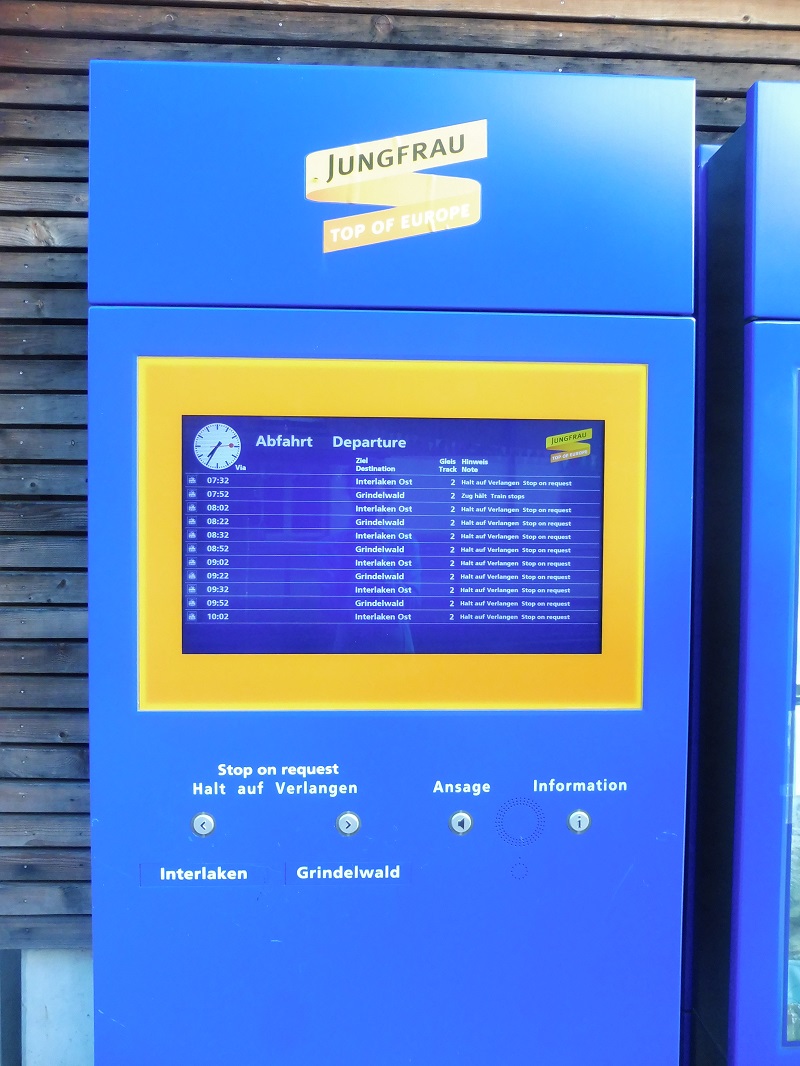 JUNGFRAU
TOP OF EUROPE
Abfahrt Departure
JUNGFRAU
TOP OF EUROPE
Ziel Gleis Hinweis
Via Destination Track Note
07:32 Interlaken Ost 2 Halt auf Verlangen Stop on request
07:52 Grindelwald 2 Zug hält Train stops
08:02 Interlaken Ost 2 Halt auf Verlangen Stop on request
08:22 Grindelwald 2 Halt auf Verlangen Stop on request
08:32 Interlaken Ost 2 Halt auf Verlangen Stop on request
08:52 Grindelwald 2 Halt auf Verlangen Stop on request
09:02 Interlaken Ost 2 Halt auf Verlangen Stop on request
09:22 Grindelwald 2 Halt auf Verlangen Stop on request
09:32 Interlaken Ost 2 Halt auf Verlangen Stop on request
09:52 Grindelwald 2 Halt auf Verlangen Stop on request
10:02 Interlaken Ost 2 Halt auf Verlangen Stop on request
Stop on request
Halt auf Verlangen Ansage Information
i
Interlaken Grindelwald